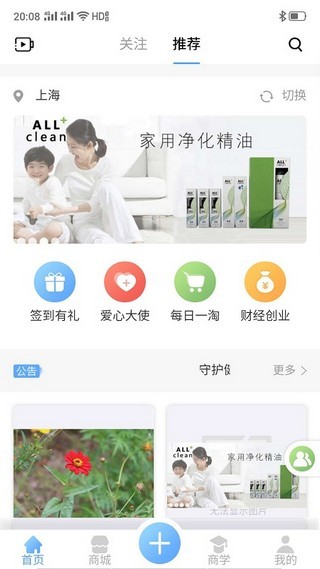 20:08 4G HD
关注 推荐
上海 切换
ALL+
clean
家用净化精油
签到有礼 爱心大使 每日一淘 财经创业
公告 守护 更多
ALL+
clean
家用净化精油
无法显示图片
首页 商城 商学 我的